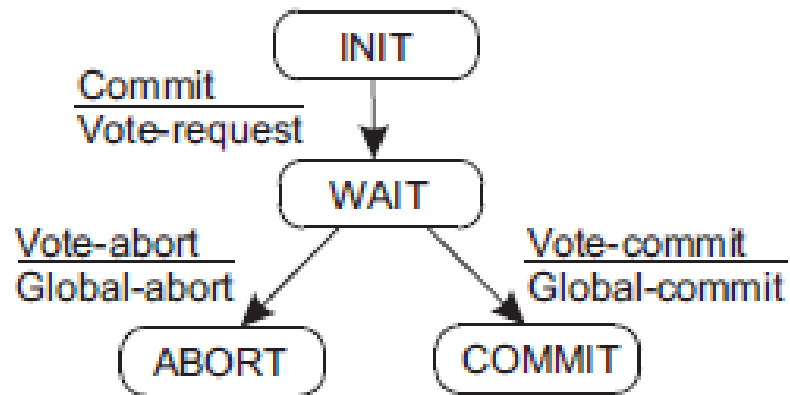 INIT
Commit
Vote-request
WAIT
Vote-abort
Global-abort
Vote-commit
Global-commit
ABORT
COMMIT